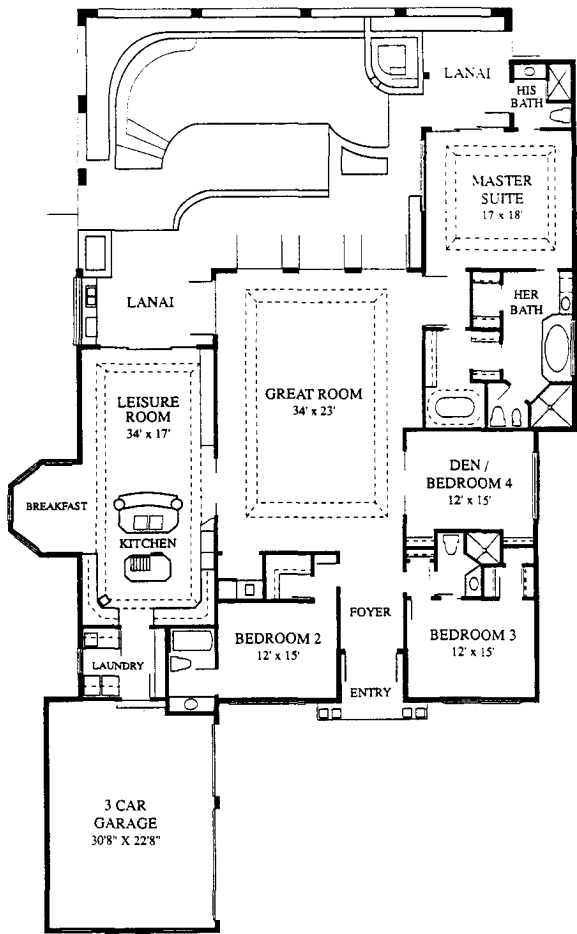 LANAI
HIS
BATH
MASTER
SUITE
17 x 18'
LANAI
HER
BATH
GREAT ROOM
34' x 23'
LEISURE
ROOM
34' x 17'
DEN /
BEDROOM 4
12' x 15'
BREAKFAST
KITCHEN
FOYER
BEDROOM 2
12' x 15'
BEDROOM 3
12' x 15'
LAUNDRY
ENTRY
3 CAR
GARAGE
30'8" X 22'8"